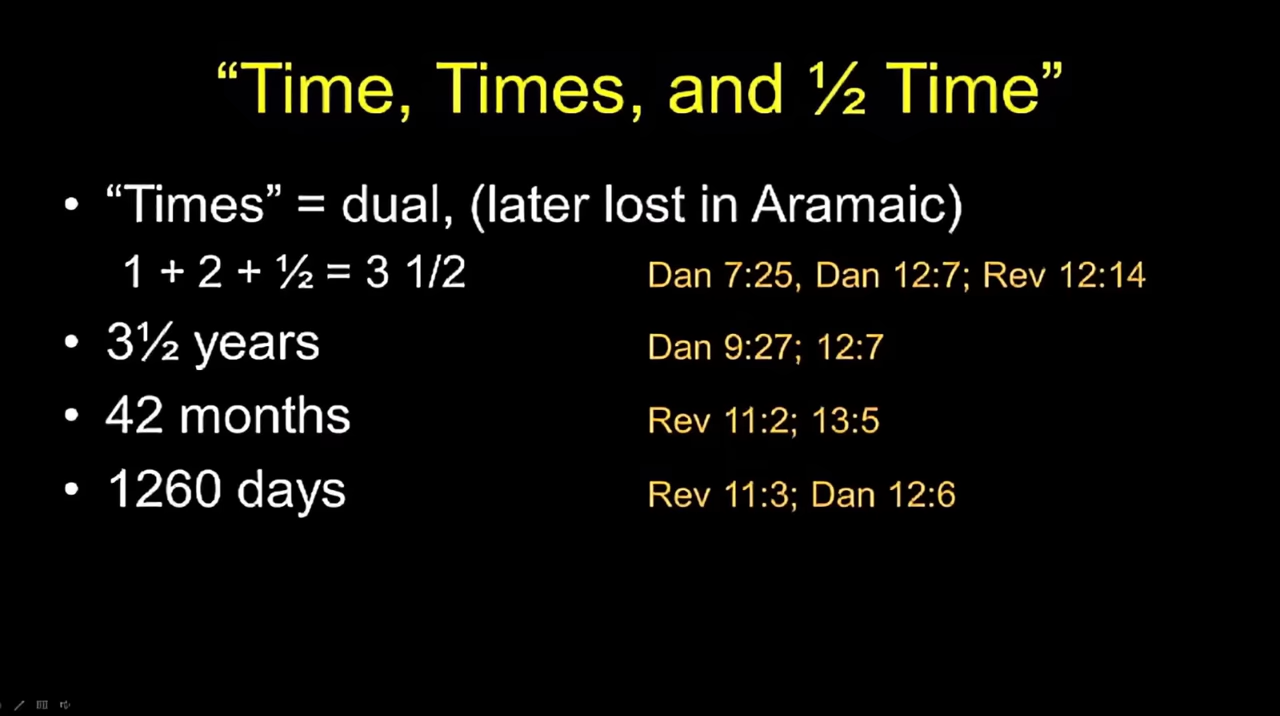 “Time, Times, and ½ Time”
• “Times” = dual, (later lost in Aramaic)
1 + 2 + ½ = 3 1/2 Dan 7:25, Dan 12:7; Rev 12:14
• 3½ years Dan 9:27; 12:7
• 42 months Rev 11:2; 13:5
• 1260 days Rev 11:3; Dan 12:6